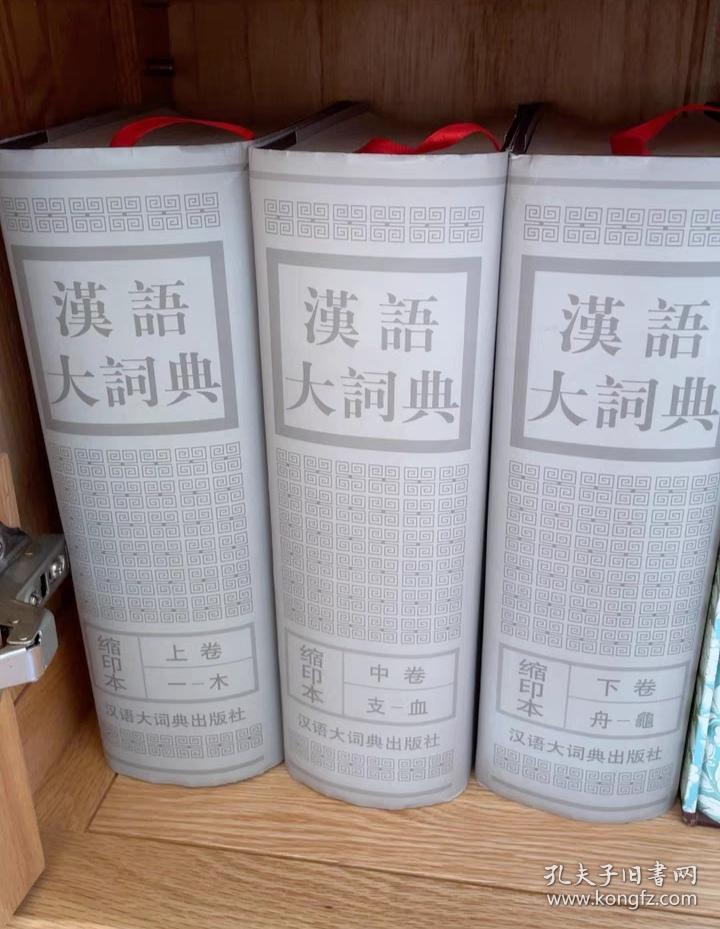 漢語
大詞典
缩印本
上卷
一－木
汉语大词典出版社
漢語
大詞典
缩印本
中卷
支－血
汉语大词典出版社
漢語
大詞典
缩印本
下卷
舟－龜
汉语大词典出版社
孔夫子旧书网
www.kongfz.com